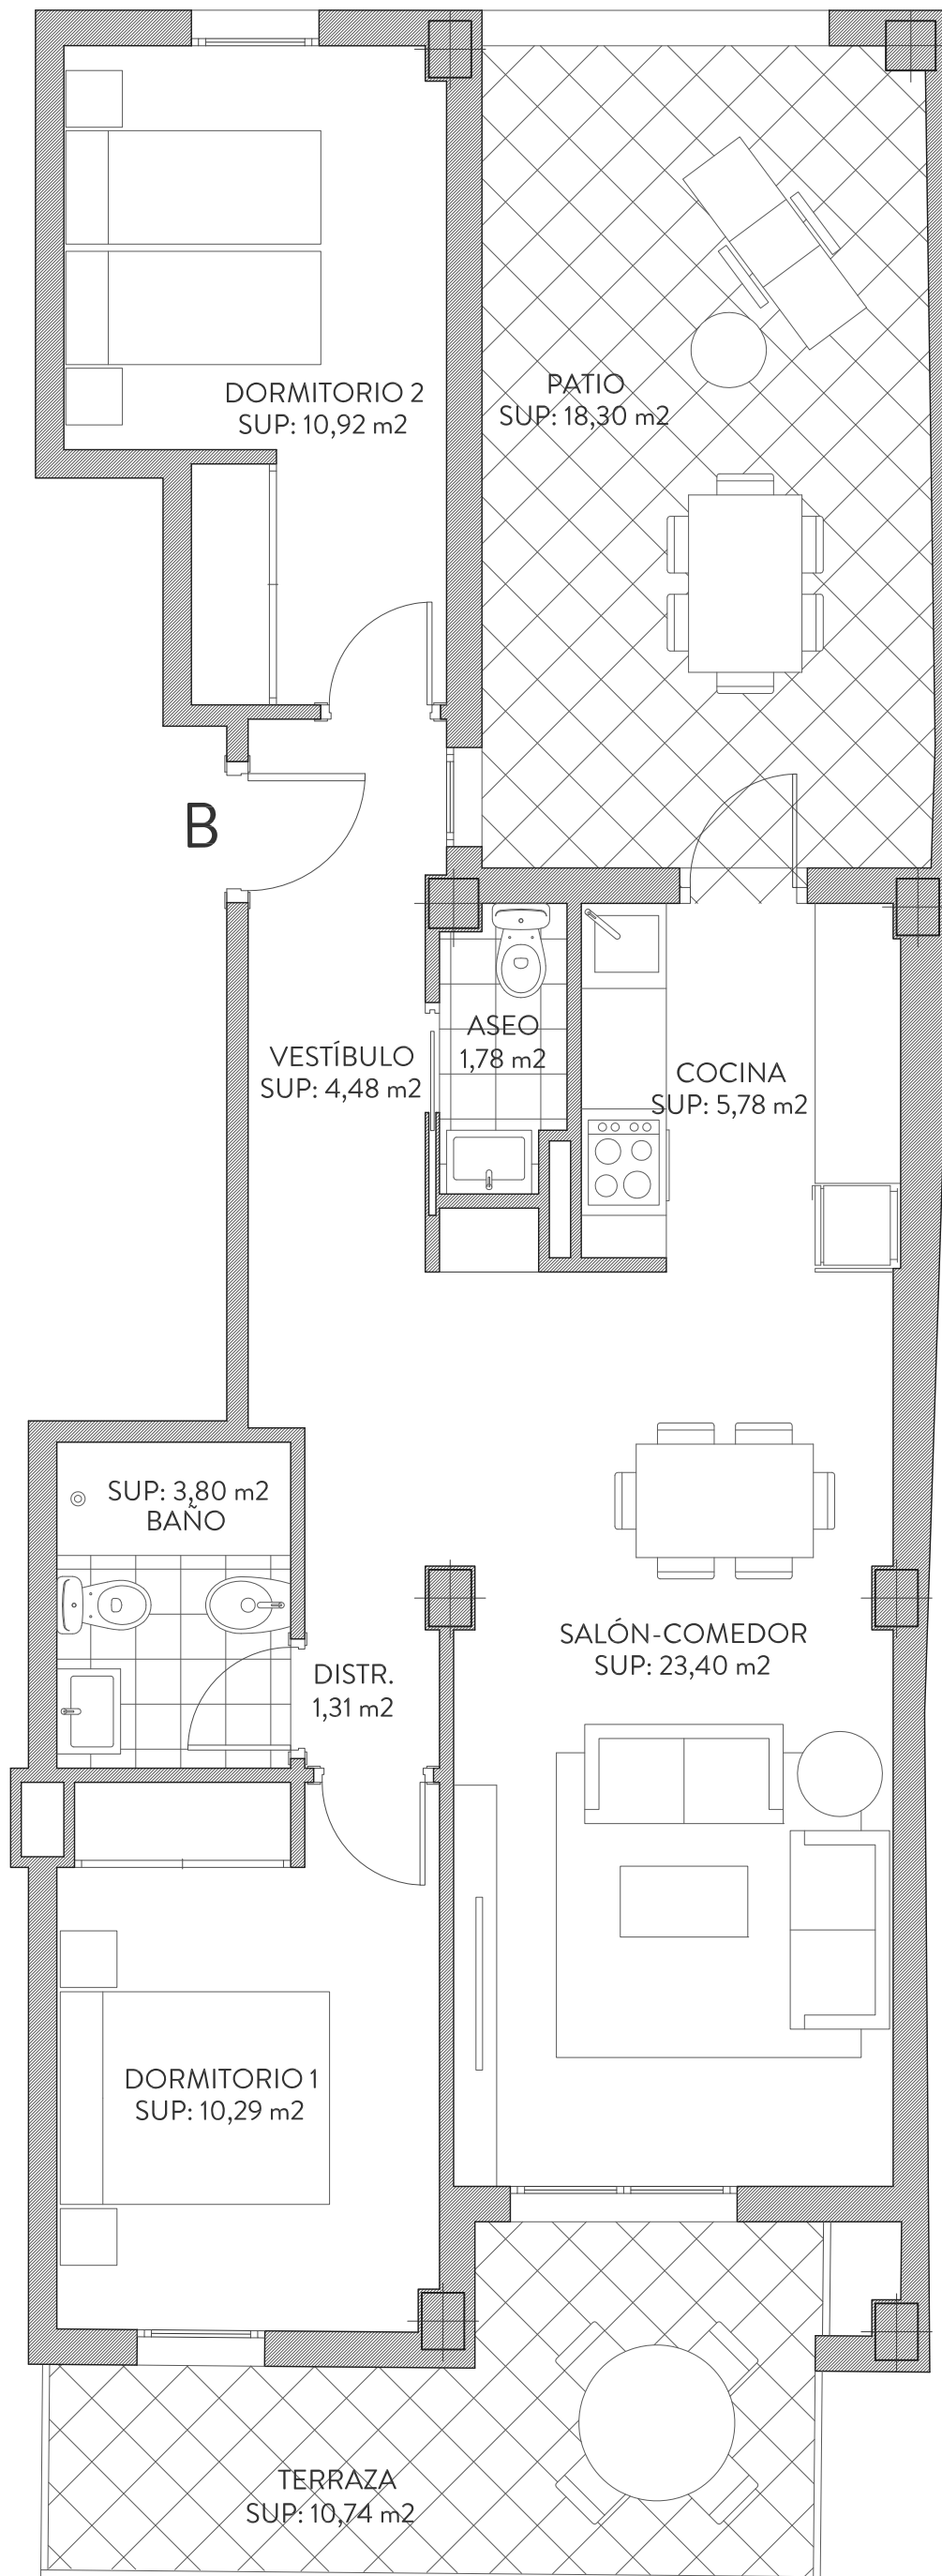 DORMITORIO 2
SUP: 10,92 m2
PATIO
SUP: 18,30 m2
B
VESTÍBULO
SUP: 4,48 m2
ASEO
1,78 m2
COCINA
SUP: 5,78 m2
SUP: 3,80 m2
BAÑO
DISTR.
1,31 m2
SALÓN-COMEDOR
SUP: 23,40 m2
DORMITORIO 1
SUP: 10,29 m2
TERRAZA
SUP: 10,74 m2